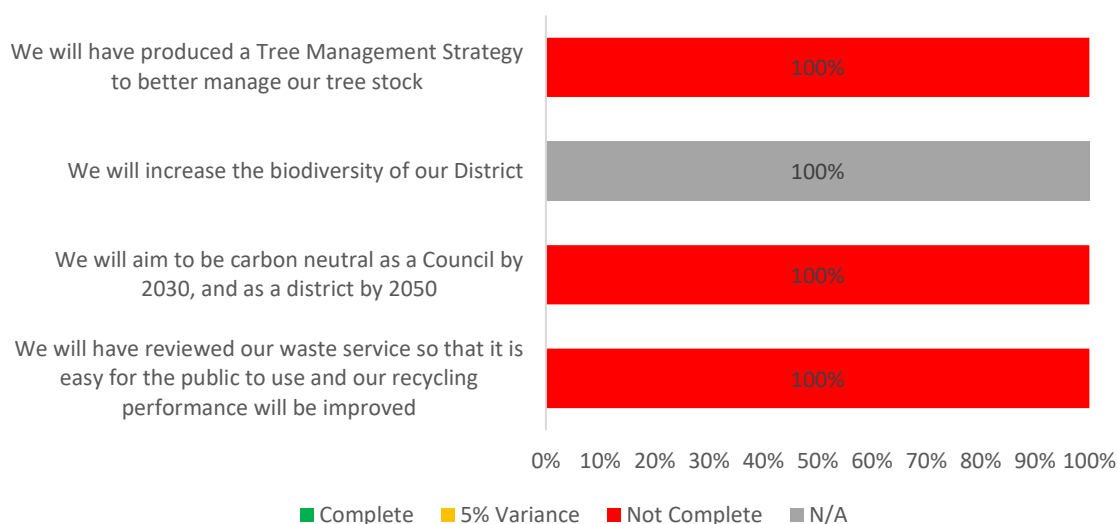 We will have produced a Tree Management Strategy
to better manage our tree stock
100%
We will increase the biodiversity of our District
100%
We will aim to be carbon neutral as a Council by
2030, and as a district by 2050
100%
We will have reviewed our waste service so that it is
easy for the public to use and our recycling
performance will be improved
100%
0% 10% 20% 30% 40% 50% 60% 70% 80% 90% 100%
Complete 5% Variance Not Complete N/A